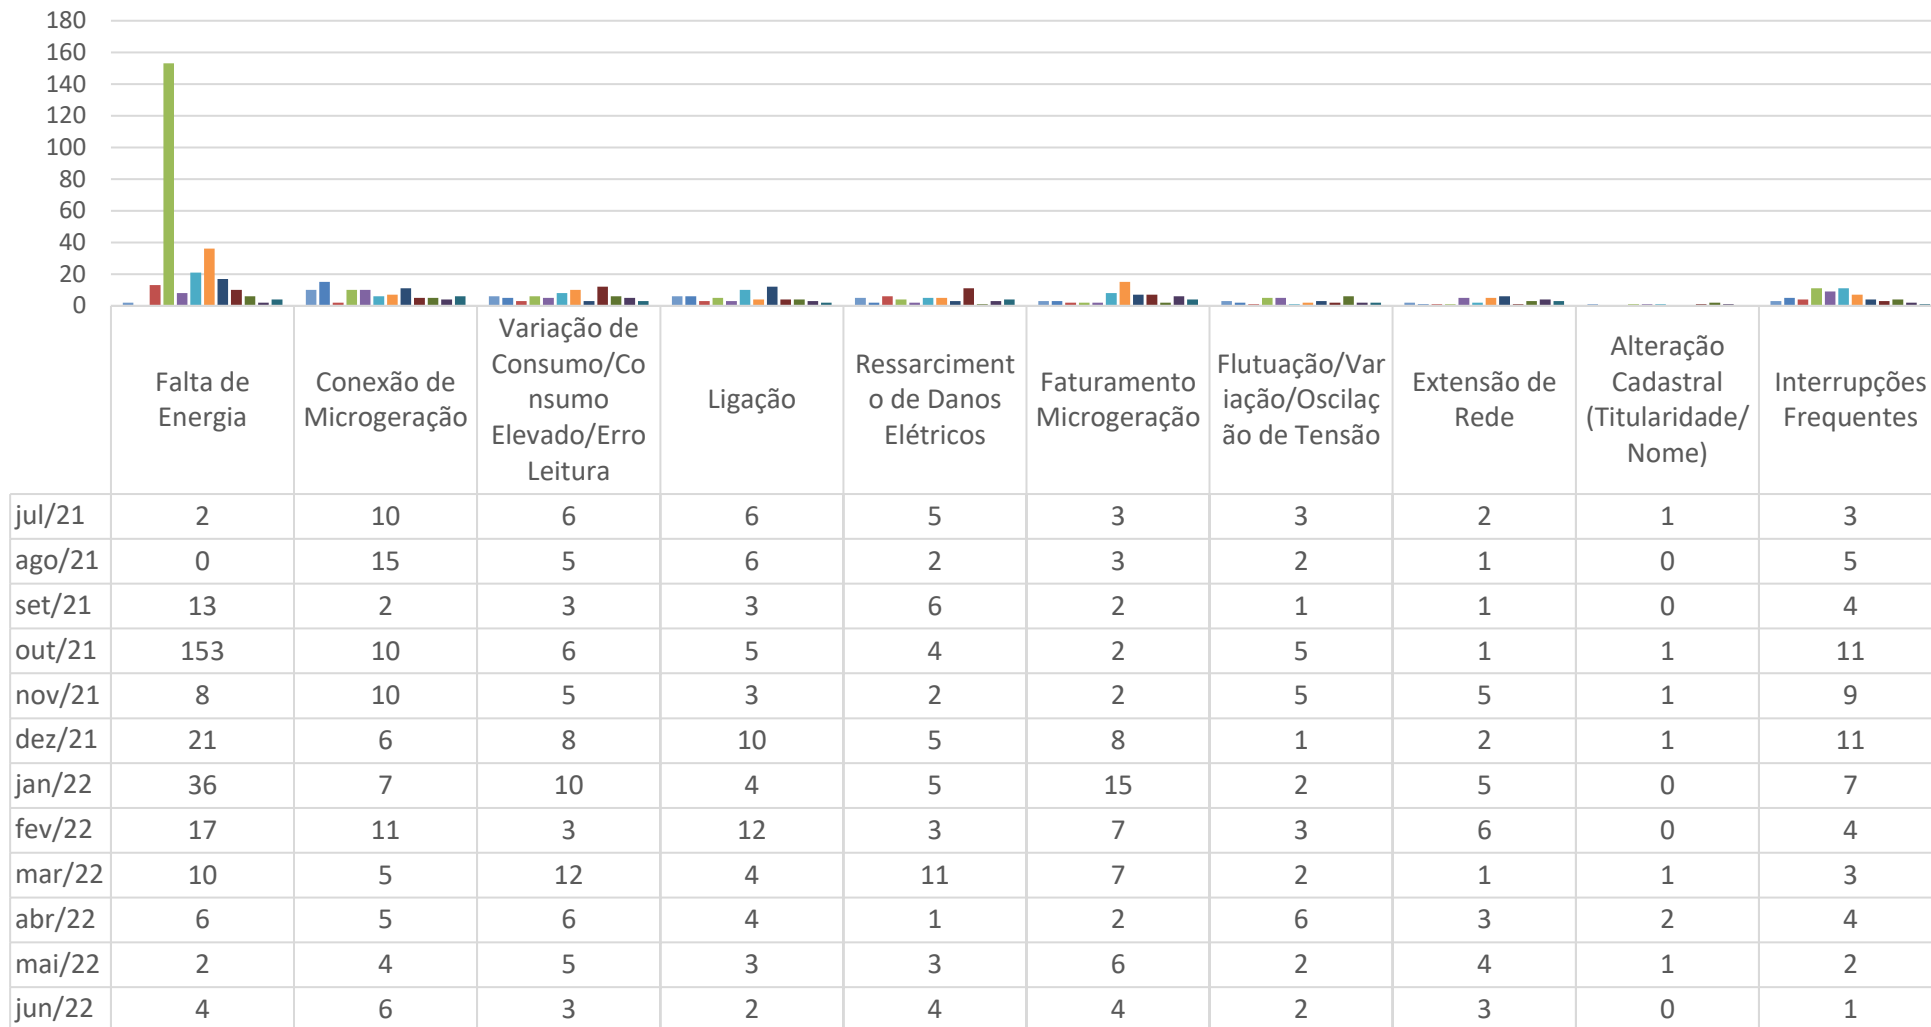 180
160
140
120
100
80
60
40
20
0
Falta de
Energia
Conexão de
Microgeração
Variação de
Consumo/Co
nsumo
Elevado/Erro
Leitura
Ligação
Ressarciment
o de Danos
Elétricos
Faturamento
Microgeração
Flutuação/Var
iação/Oscilaç
ão de Tensão
Extensão de
Rede
Alteração
Cadastral
(Titularidade/
Nome)
Interrupções
Frequentes
jul/21 2 10 6 6 5 3 3 2 1 3
ago/21 0 15 5 6 2 3 2 1 0 5
set/21 13 2 3 3 6 2 1 1 0 4
out/21 153 10 6 5 4 2 5 1 1 11
nov/21 8 10 5 3 2 2 5 5 1 9
dez/21 21 6 8 10 5 8 1 2 1 11
jan/22 36 7 10 4 5 15 2 5 0 7
fev/22 17 11 3 12 3 7 3 6 0 4
mar/22 10 5 12 4 11 7 2 1 1 3
abr/22 6 5 6 4 1 2 6 3 2 4
mai/22 2 4 5 3 3 6 2 4 1 2
jun/22 4 6 3 2 4 4 2 3 0 1